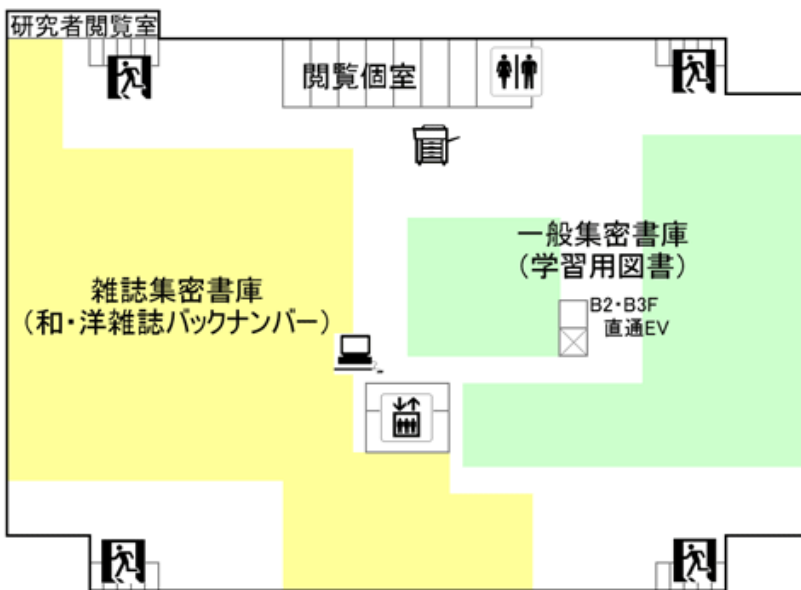 研究者閲覧室
閲覧個室
一般集密書庫
（学習用図書）
雑誌集密書庫
（和・洋雑誌バックナンバー）
B2・B3F
直通EV